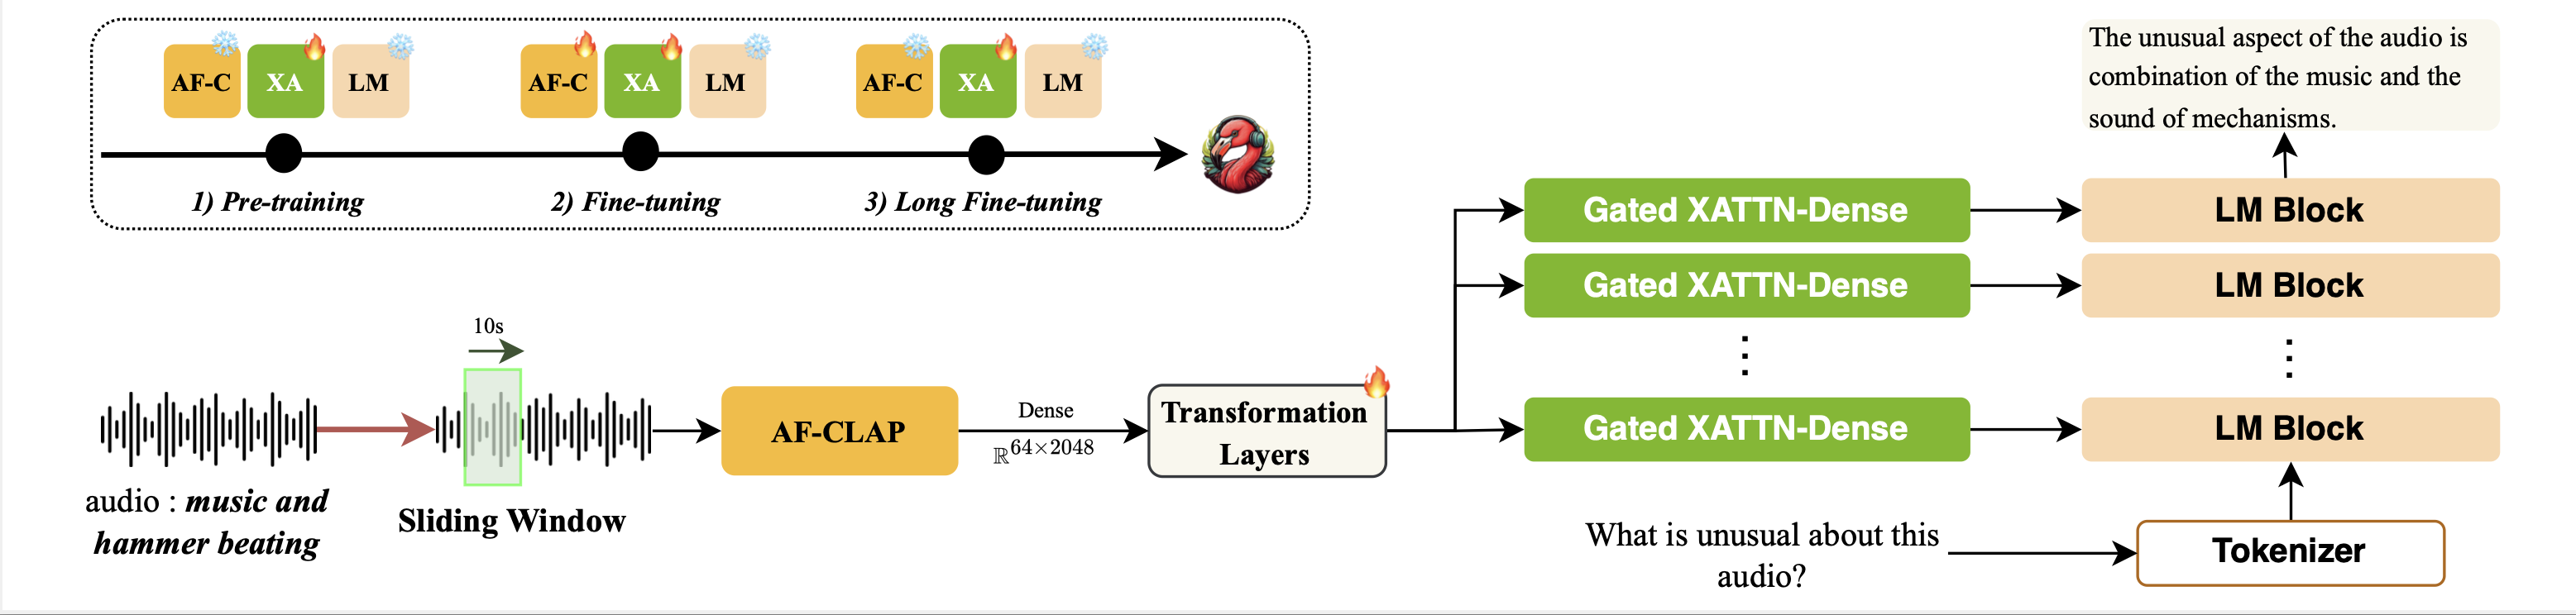 AF-C XA LM
AF-C XA LM
AF-C XA LM
1) Pre-training
2) Fine-tuning
3) Long Fine-tuning
10s
audio : music and
hammer beating
Sliding Window
AF-CLAP
Dense
ℝ^64×2048
Transformation
Layers
Gated XATTN-Dense
Gated XATTN-Dense
Gated XATTN-Dense
The unusual aspect of the audio is
combination of the music and the
sound of mechanisms.
LM Block
LM Block
LM Block
What is unusual about this
audio?
Tokenizer